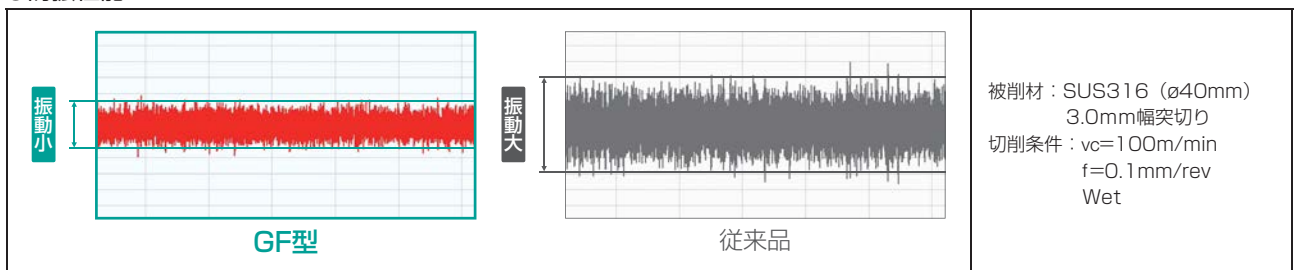 振動小
GF型
振動大
従来品
被削材：SUS316（ø40mm）
3.0mm幅突切り
切削条件：vc=100m/min
f=0.1mm/rev
Wet